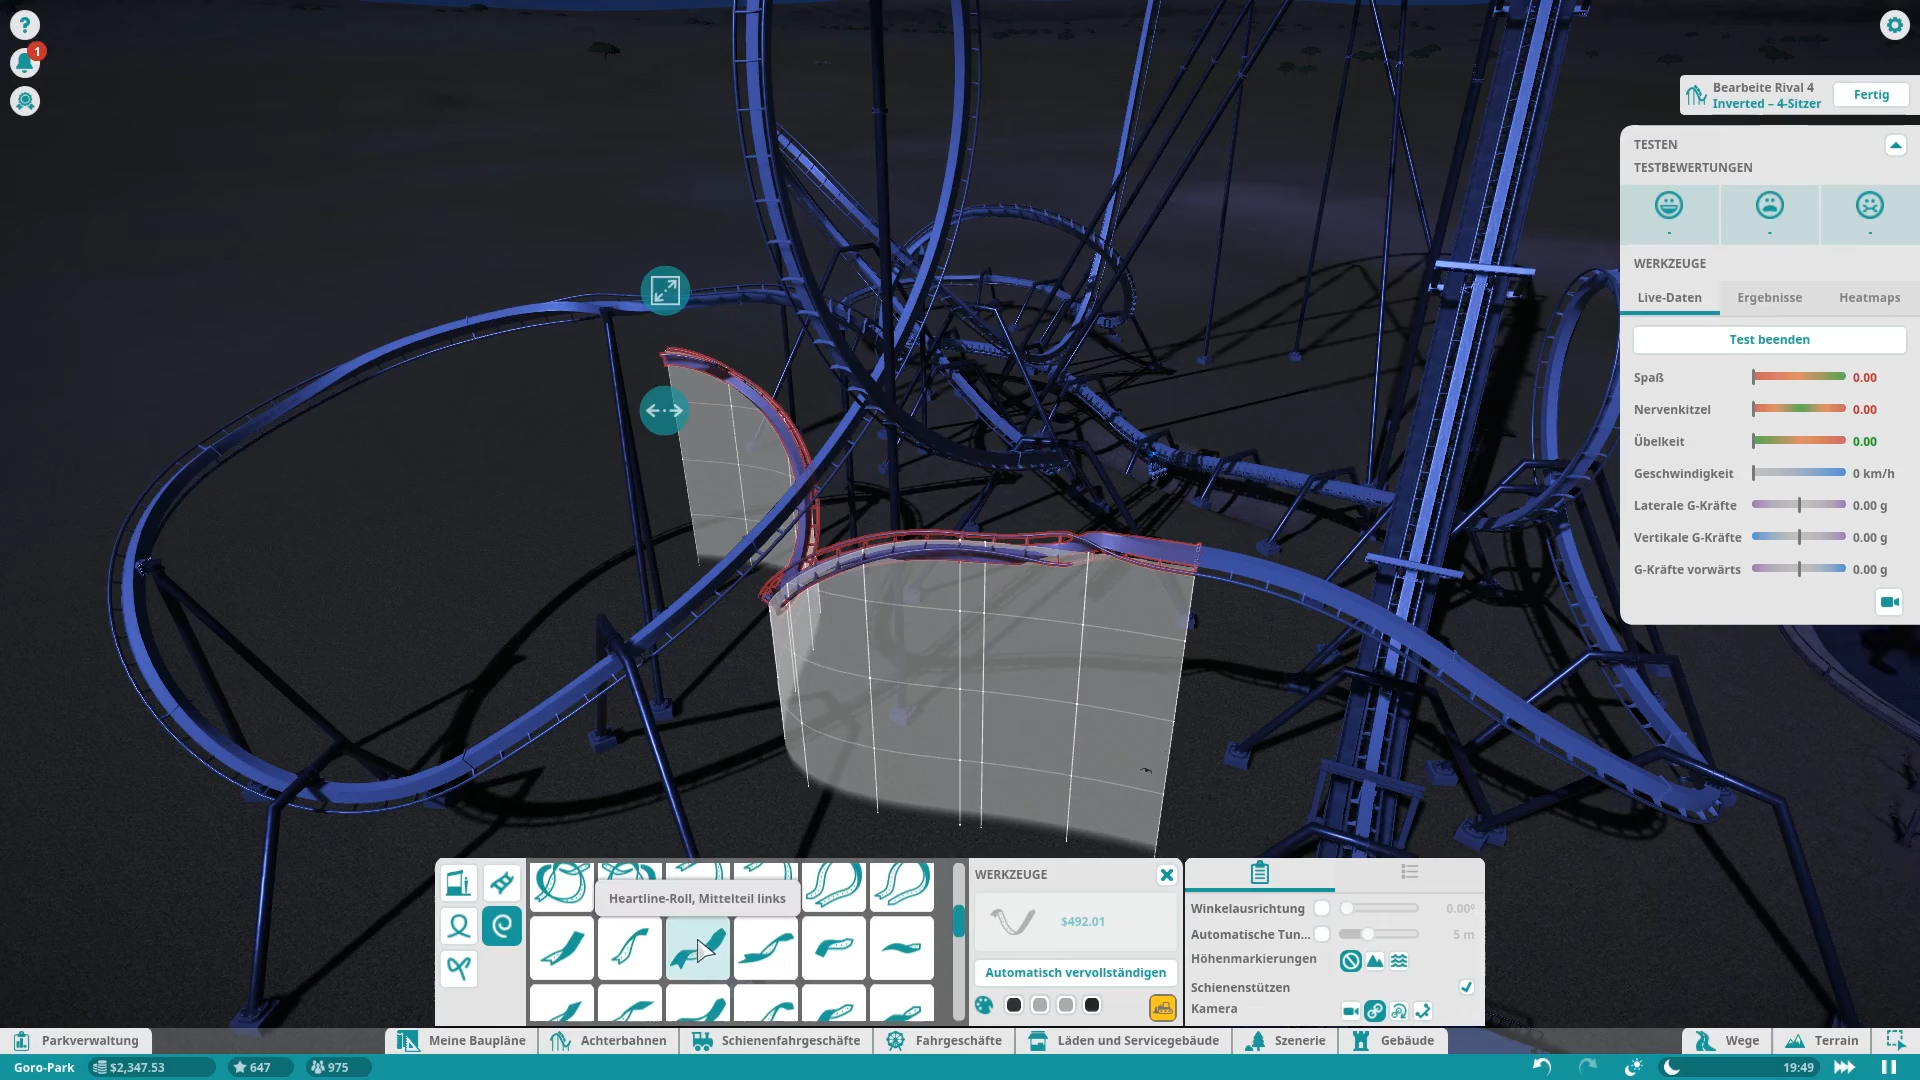 ?
1
Bearbeite Rival 4
Inverted – 4-Sitzer
Fertig
TESTEN
TESTBEWERTUNGEN
- - -
WERKZEUGE
Live-Daten Ergebnisse Heatmaps
Test beenden
Spaß 0.00
Nervenkitzel 0.00
Übelkeit 0.00
Geschwindigkeit 0 km/h
Laterale G-Kräfte 0.00 g
Vertikale G-Kräfte 0.00 g
G-Kräfte vorwärts 0.00 g
Heartline-Roll, Mittelteil links
WERKZEUGE
$492.01
Automatisch vervollständigen
Winkelausrichtung 0.00°
Automatische Tun... 5 m
Höhenmarkierungen
Schienenstützen
Kamera
Parkverwaltung Meine Baupläne Achterbahnen Schienenfahrgeschäfte Fahrgeschäfte Läden und Servicegebäude Szenerie Gebäude Wege Terrain
Goro-Park $2,347.53 647 975 19:49